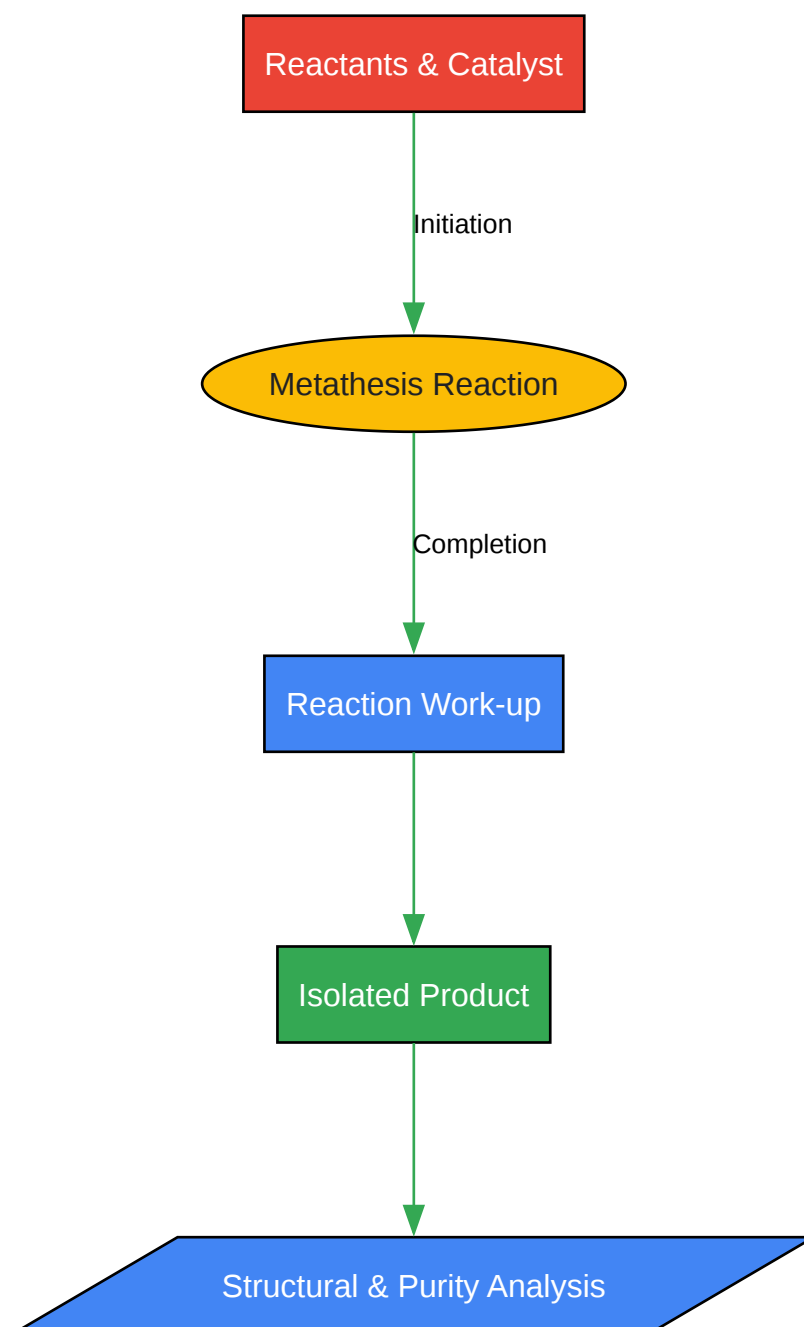 Reactants & Catalyst
Initiation
Metathesis Reaction
Completion
Reaction Work-up
Isolated Product
Structural & Purity Analysis